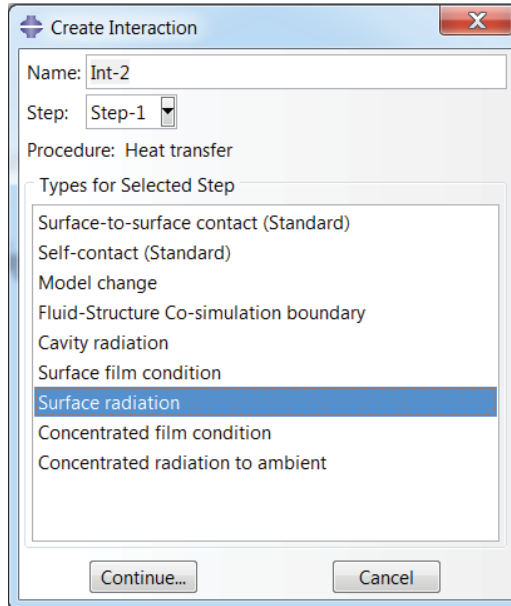 Create Interaction
Name: Int-2
Step: Step-1
Procedure: Heat transfer
Types for Selected Step
Surface-to-surface contact (Standard)
Self-contact (Standard)
Model change
Fluid-Structure Co-simulation boundary
Cavity radiation
Surface film condition
Surface radiation
Concentrated film condition
Concentrated radiation to ambient
Continue... Cancel